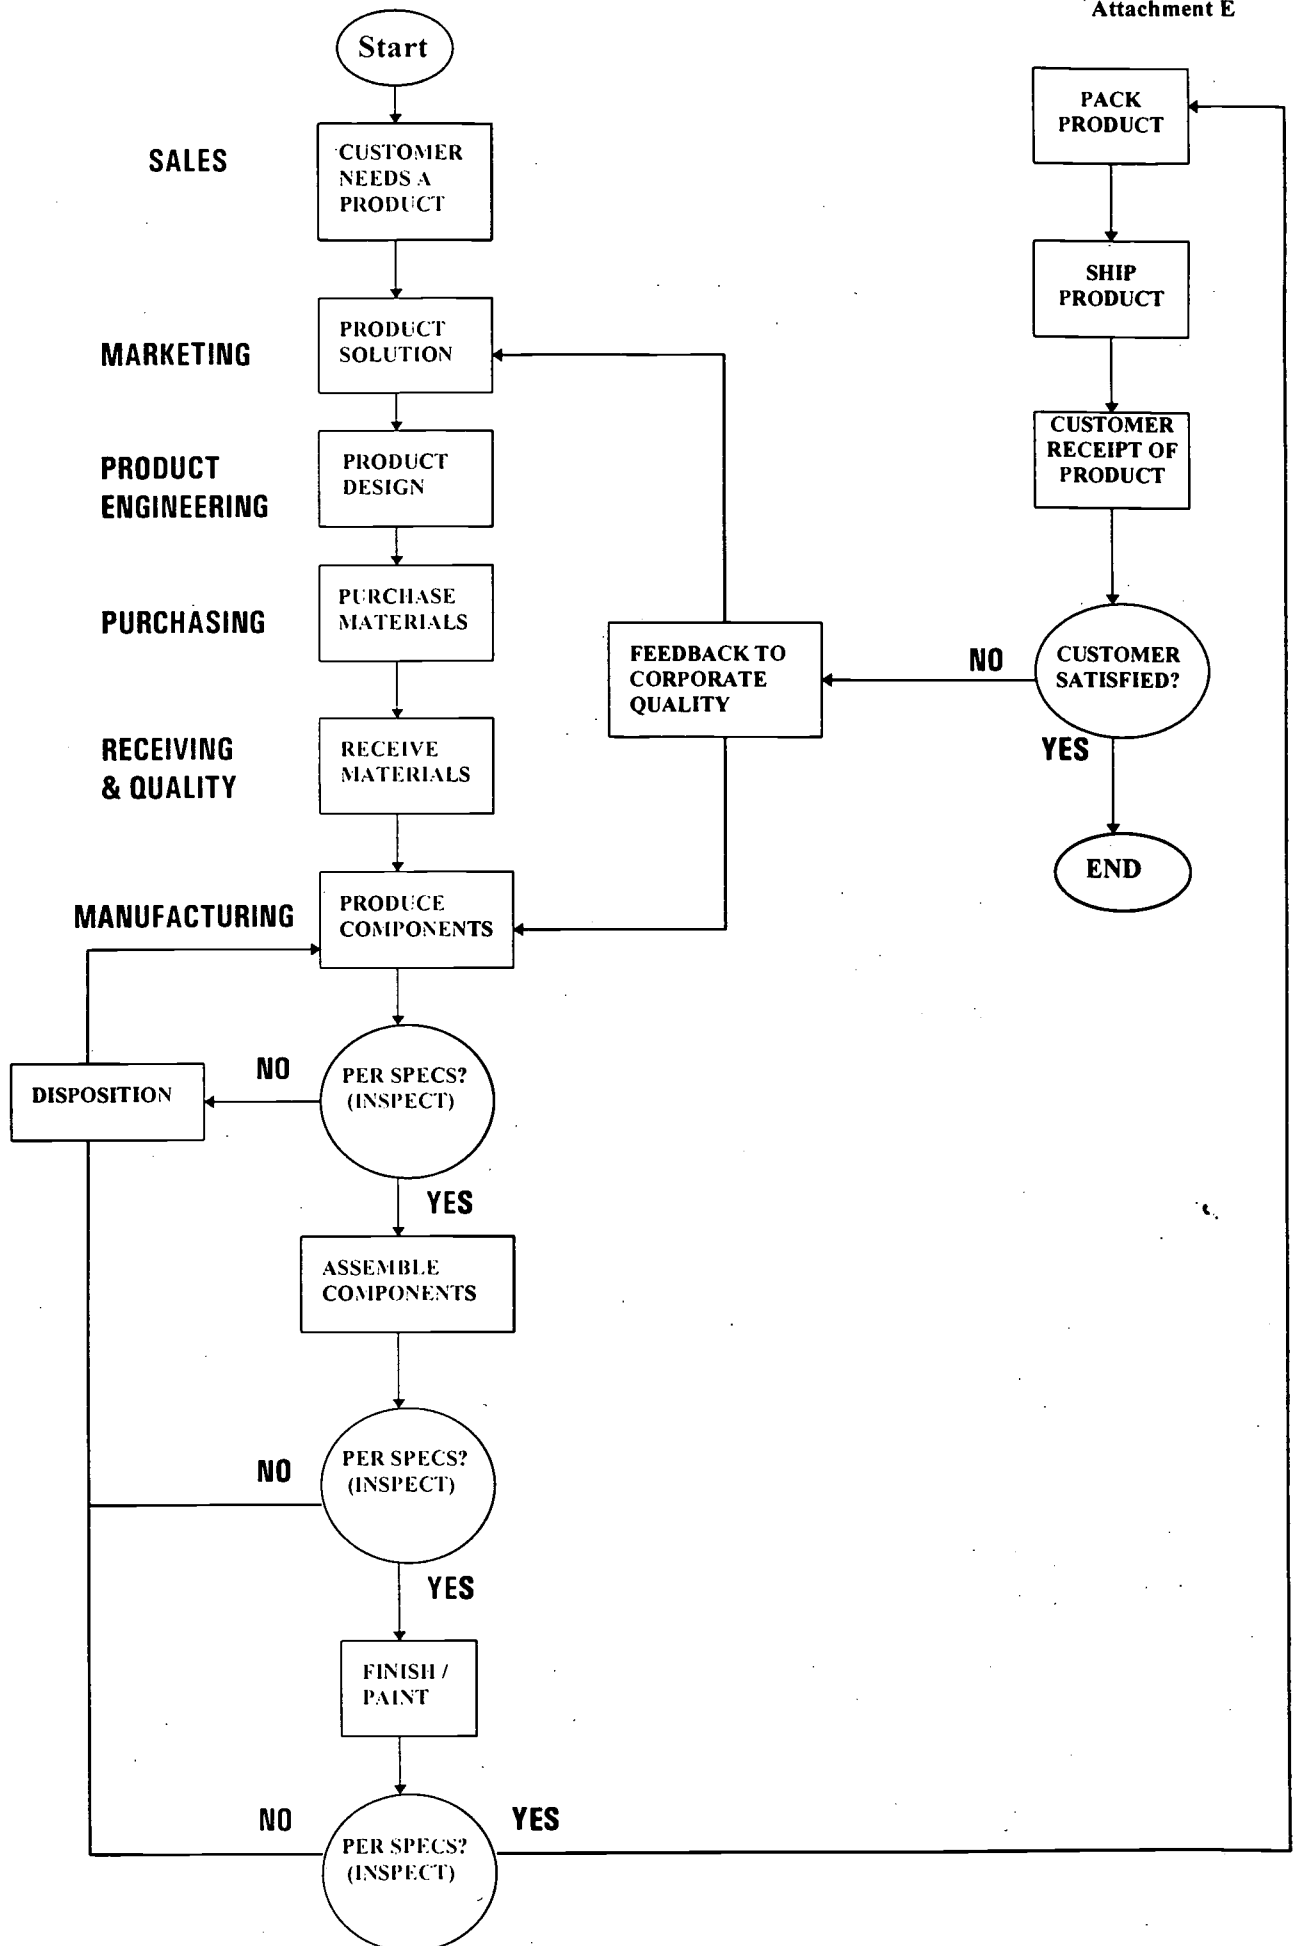 Attachment E
Start
SALES
CUSTOMER
NEEDS A
PRODUCT
MARKETING
PRODUCT
SOLUTION
PRODUCT
ENGINEERING
PRODUCT
DESIGN
PURCHASING
PURCHASE
MATERIALS
RECEIVING
& QUALITY
RECEIVE
MATERIALS
MANUFACTURING
PRODUCE
COMPONENTS
DISPOSITION
NO
PER SPECS?
(INSPECT)
YES
ASSEMBLE
COMPONENTS
NO
PER SPECS?
(INSPECT)
YES
FINISH /
PAINT
NO
PER SPECS?
(INSPECT)
YES
PACK
PRODUCT
SHIP
PRODUCT
CUSTOMER
RECEIPT OF
PRODUCT
CUSTOMER
SATISFIED?
NO
FEEDBACK TO
CORPORATE
QUALITY
YES
END